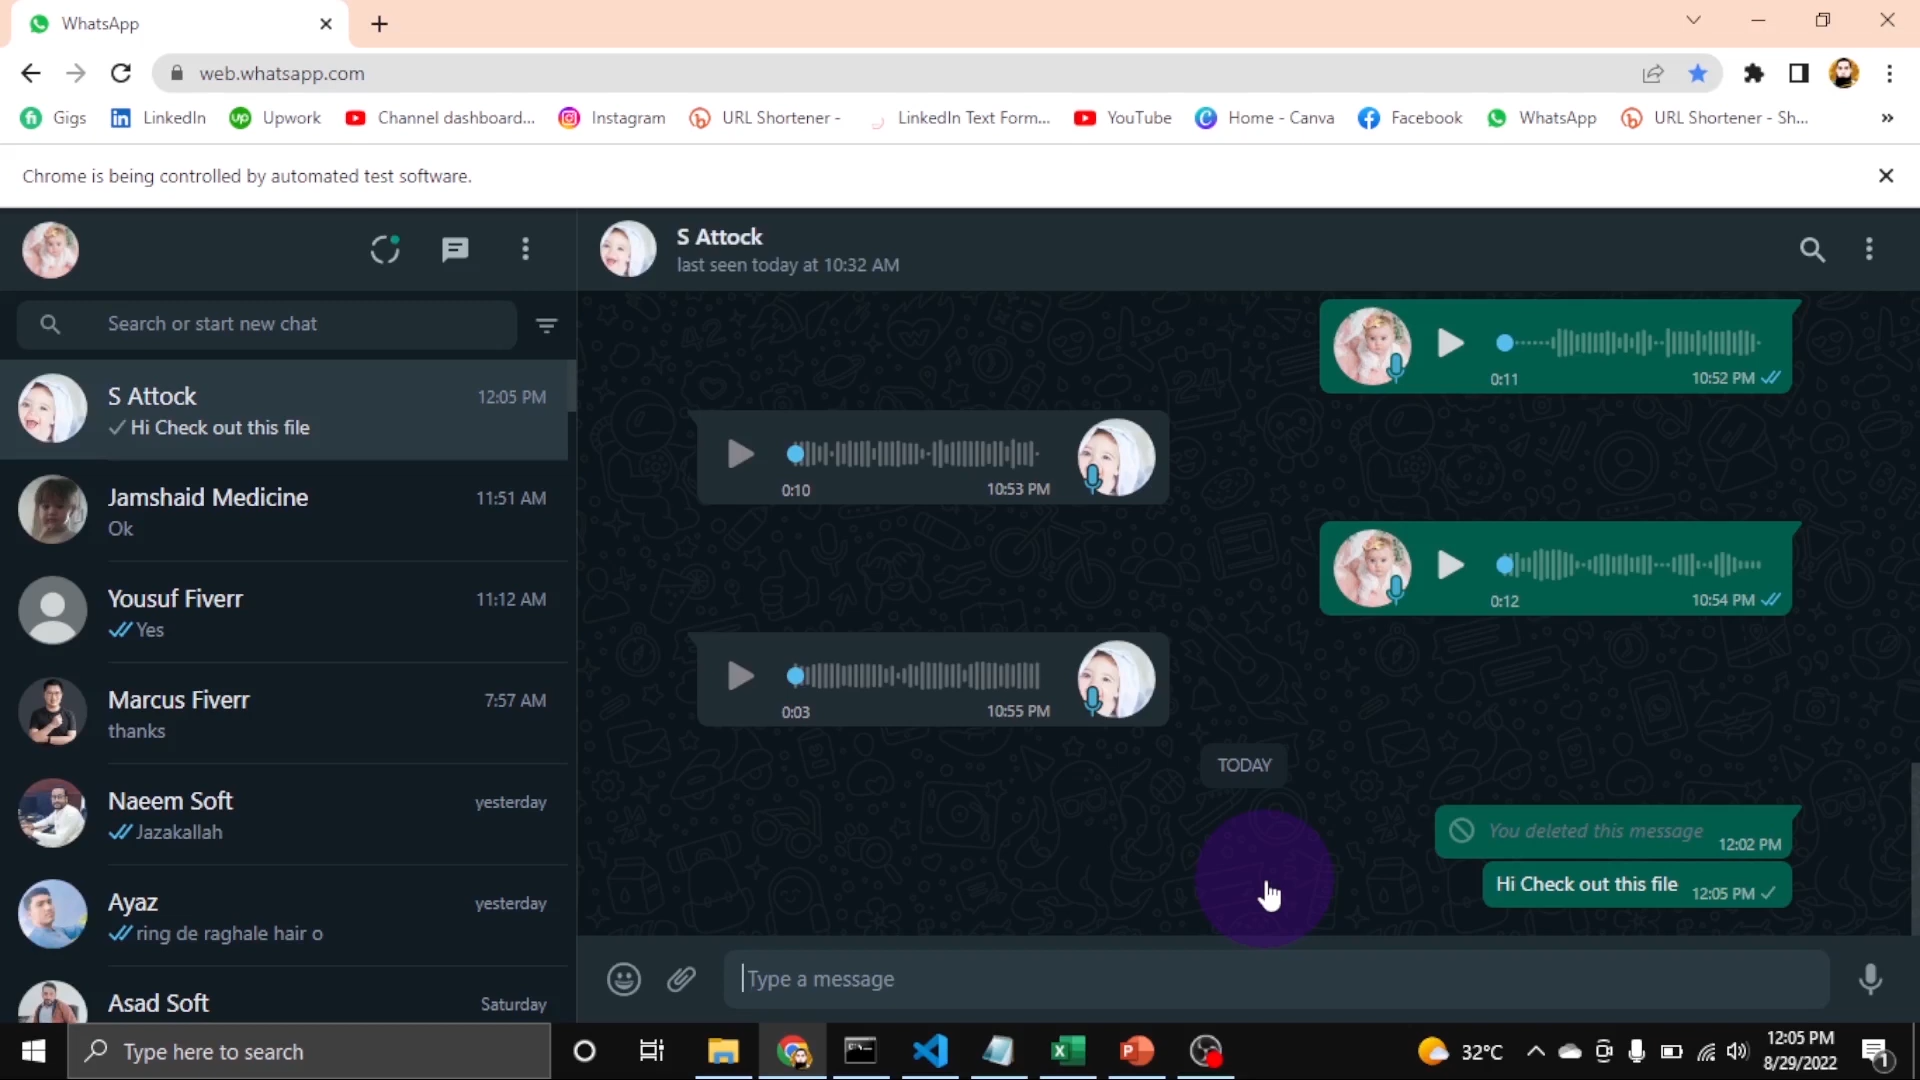 WhatsApp
web.whatsapp.com
Gigs LinkedIn Upwork Channel dashboard... Instagram URL Shortener - LinkedIn Text Form... YouTube Home - Canva Facebook WhatsApp URL Shortener - Sh... »
Chrome is being controlled by automated test software.
S Attock
last seen today at 10:32 AM
Search or start new chat
S Attock 12:05 PM
Hi Check out this file
Jamshaid Medicine 11:51 AM
Ok
Yousuf Fiverr 11:12 AM
Yes
Marcus Fiverr 7:57 AM
thanks
Naeem Soft yesterday
Jazakallah
Ayaz yesterday
ring de raghale hair o
Asad Soft Saturday
0:11 10:52 PM
0:10 10:53 PM
0:12 10:54 PM
0:03 10:55 PM
TODAY
You deleted this message 12:02 PM
Hi Check out this file 12:05 PM
Type a message
Type here to search
32°C
12:05 PM
8/29/2022
1